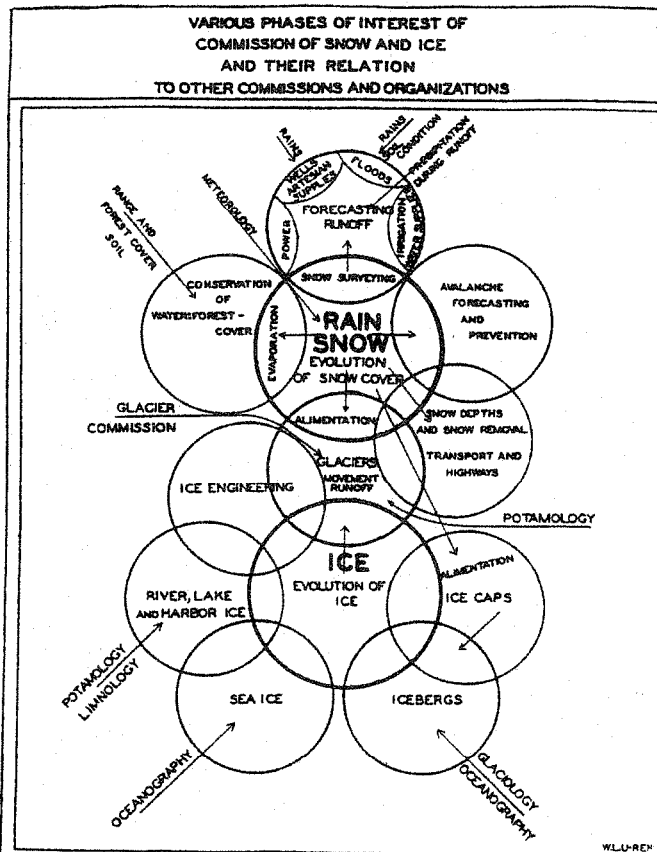 VARIOUS PHASES OF INTEREST OF
COMMISSION OF SNOW AND ICE
AND THEIR RELATION
TO OTHER COMMISSIONS AND ORGANIZATIONS
RAINS
RAINS
SOIL
CONDITION
PRECIPITATION
DURING RUNOFF
WELLS
ARTESIAN
SUPPLIES
FLOODS
METEOROLOGY
RANGE AND
FOREST COVER
SOIL
FORECASTING
RUNOFF
POWER
IRRIGATION
WATER SUPPLY
SNOW SURVEYING
CONSERVATION
OF
WATER:FOREST-
COVER
EVAPORATION
RAIN
SNOW
EVOLUTION
OF SNOW COVER
AVALANCHE
FORECASTING
AND
PREVENTION
GLACIER
COMMISSION
ALIMENTATION
SNOW DEPTHS
AND SNOW REMOVAL
TRANSPORT AND
HIGHWAYS
GLACIERS
MOVEMENT
RUNOFF
ICE ENGINEERING
POTAMOLOGY
ICE
EVOLUTION OF
ICE
ALIMENTATION
ICE CAPS
RIVER, LAKE
AND HARBOR ICE
POTAMOLOGY
LIMNOLOGY
SEA ICE
ICEBERGS
OCEANOGRAPHY
GLACIOLOGY
OCEANOGRAPHY